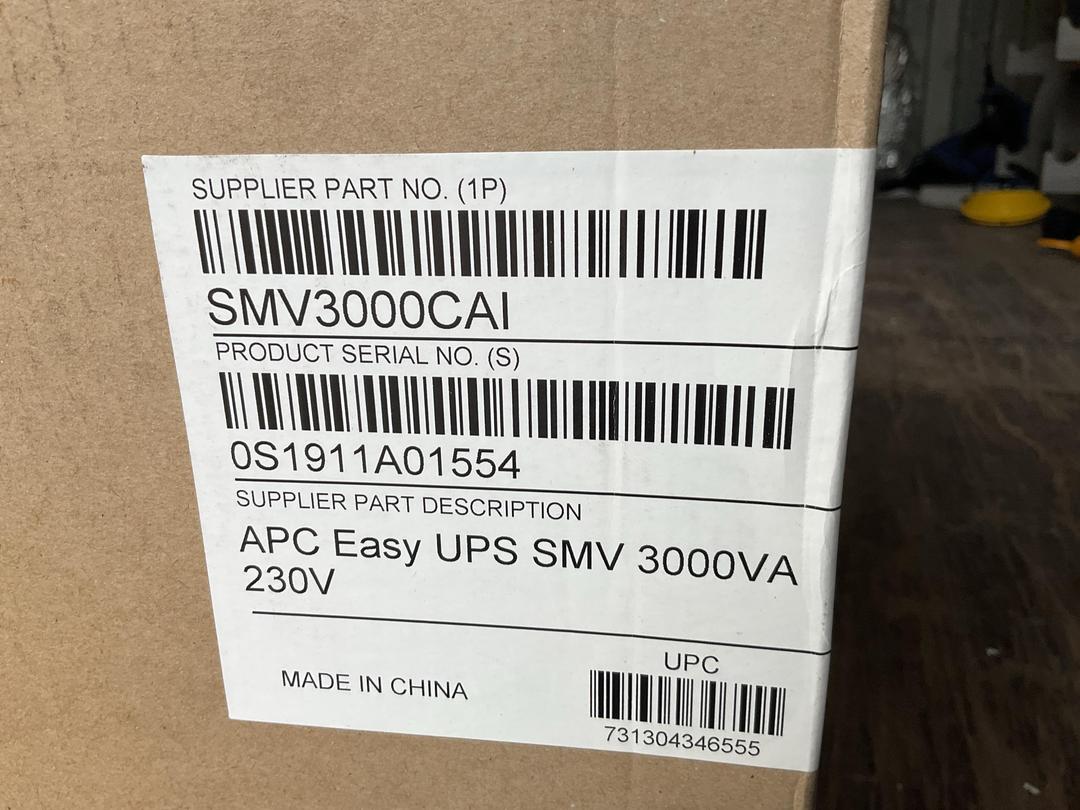 SUPPLIER PART NO. (1P)
SMV3000CAI
PRODUCT SERIAL NO. (S)
0S1911A01554
SUPPLIER PART DESCRIPTION
APC Easy UPS SMV 3000VA
230V
UPC
MADE IN CHINA
731304346555